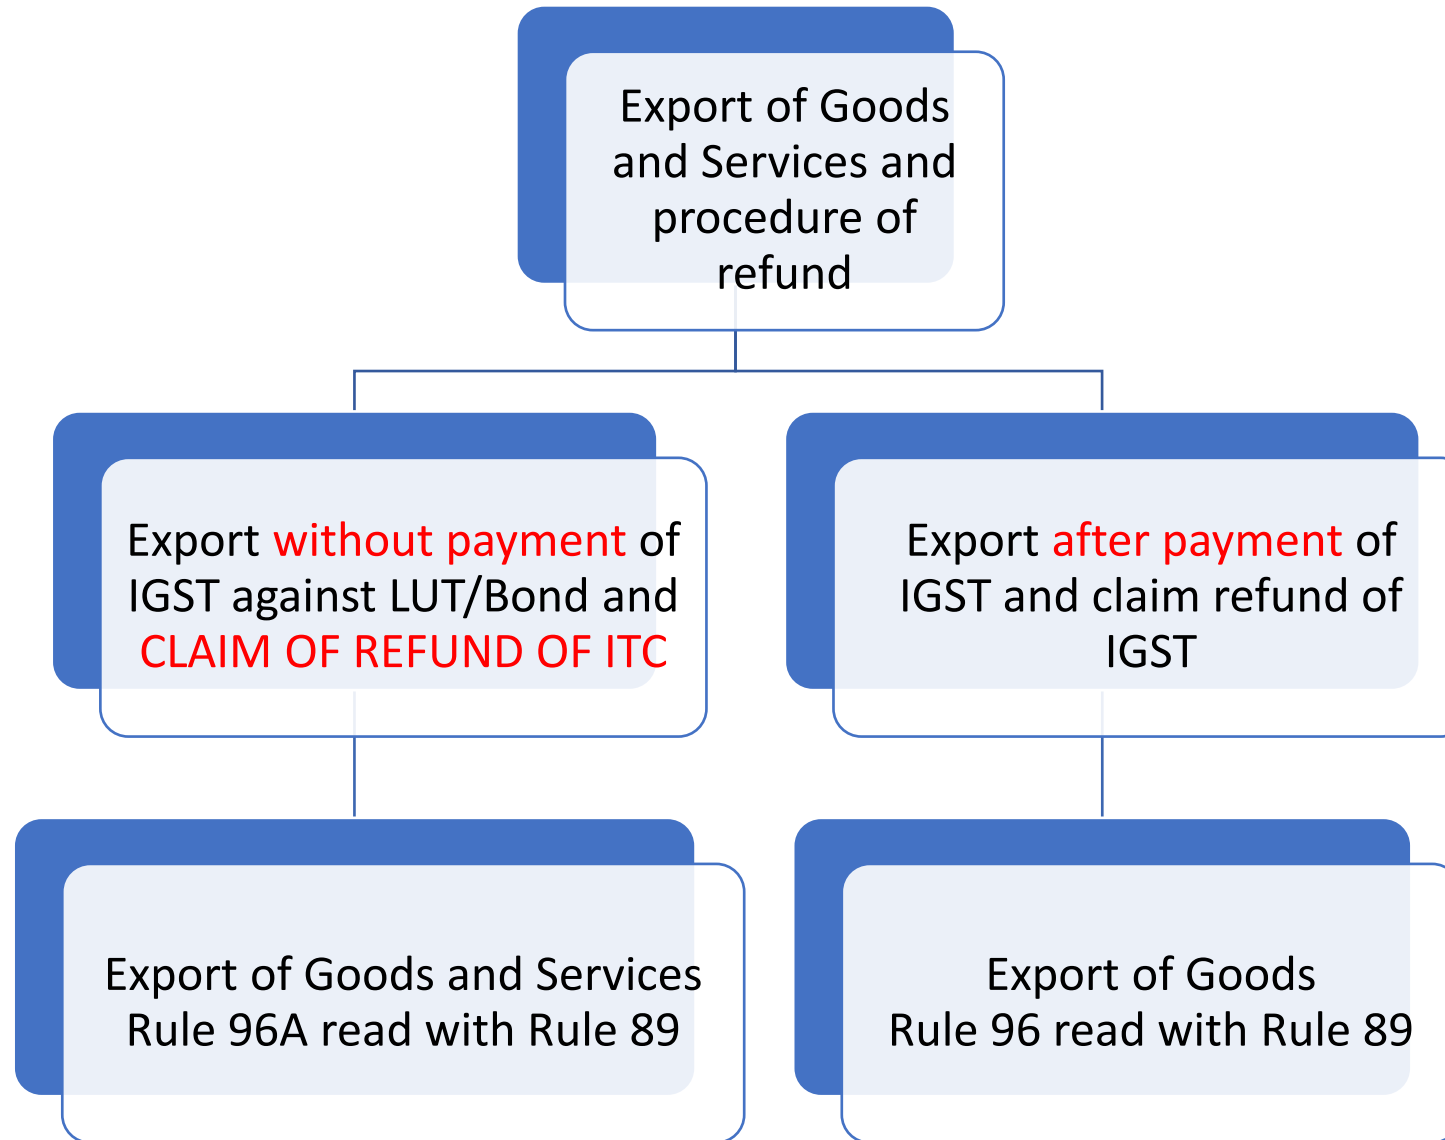 Export of Goods
and Services and
procedure of
refund
Export without payment of
IGST against LUT/Bond and
CLAIM OF REFUND OF ITC
Export after payment of
IGST and claim refund of
IGST
Export of Goods and Services
Rule 96A read with Rule 89
Export of Goods
Rule 96 read with Rule 89